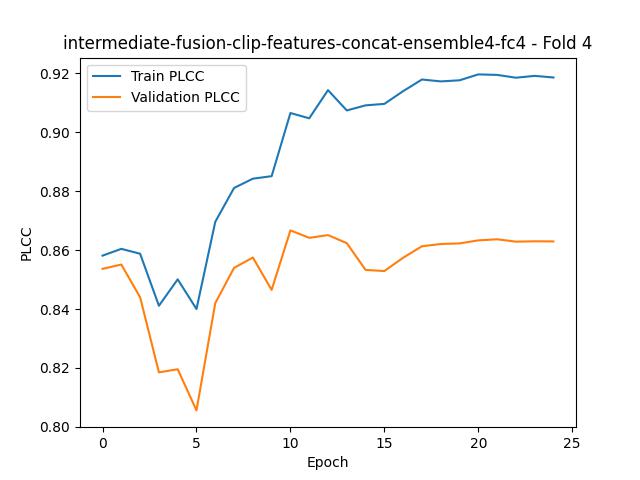 intermediate-fusion-clip-features-concat-ensemble4-fc4 - Fold 4
Train PLCC
Validation PLCC
PLCC
0.92
0.90
0.88
0.86
0.84
0.82
0.80
0 5 10 15 20 25
Epoch